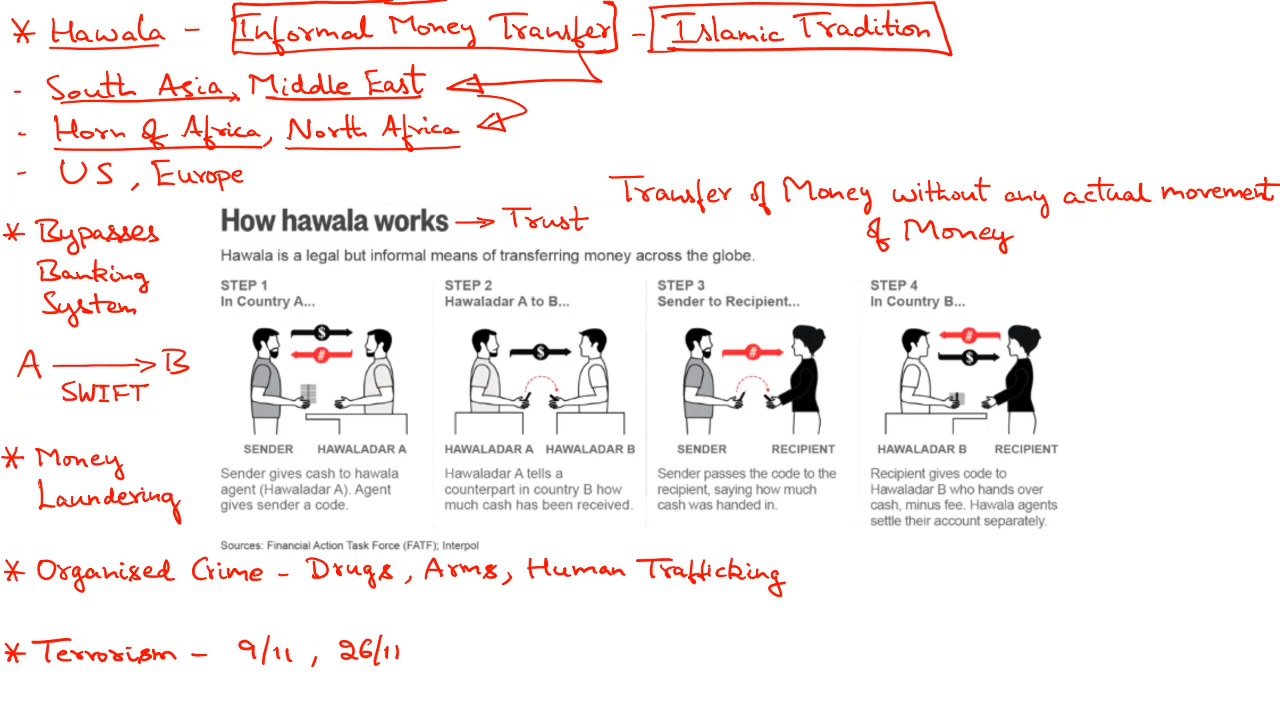 * Hawala - Informal Money Transfer - Islamic Tradition
- South Asia, Middle East
- Horn of Africa, North Africa
- US, Europe
Transfer of Money without any actual movement
of Money
* Bypasses
Banking
System
A → B
SWIFT
* Money
Laundering
How hawala works → Trust
Hawala is a legal but informal means of transferring money across the globe.
STEP 1
In Country A...
$
#
SENDER HAWALADAR A
Sender gives cash to hawala
agent (Hawaladar A). Agent
gives sender a code.
STEP 2
Hawaladar A to B...
$
HAWALADAR A HAWALADAR B
Hawaladar A tells a
counterpart in country B how
much cash has been received.
STEP 3
Sender to Recipient...
#
SENDER RECIPIENT
Sender passes the code to the
recipient, saying how much
cash was handed in.
STEP 4
In Country B...
#
$
HAWALADAR B RECIPIENT
Recipient gives code to
Hawaladar B who hands over
cash, minus fee. Hawala agents
settle their account separately.
Sources: Financial Action Task Force (FATF); Interpol
* Organised Crime - Drugs, Arms, Human Trafficking
* Terrorism - 9/11, 26/11